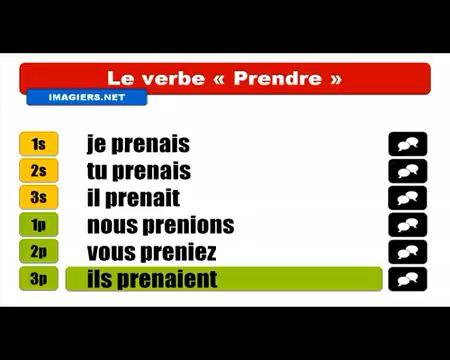 Le verbe « Prendre »
IMAGIERS.NET
1s je prenais
2s tu prenais
3s il prenait
1p nous prenions
2p vous preniez
3p ils prenaient